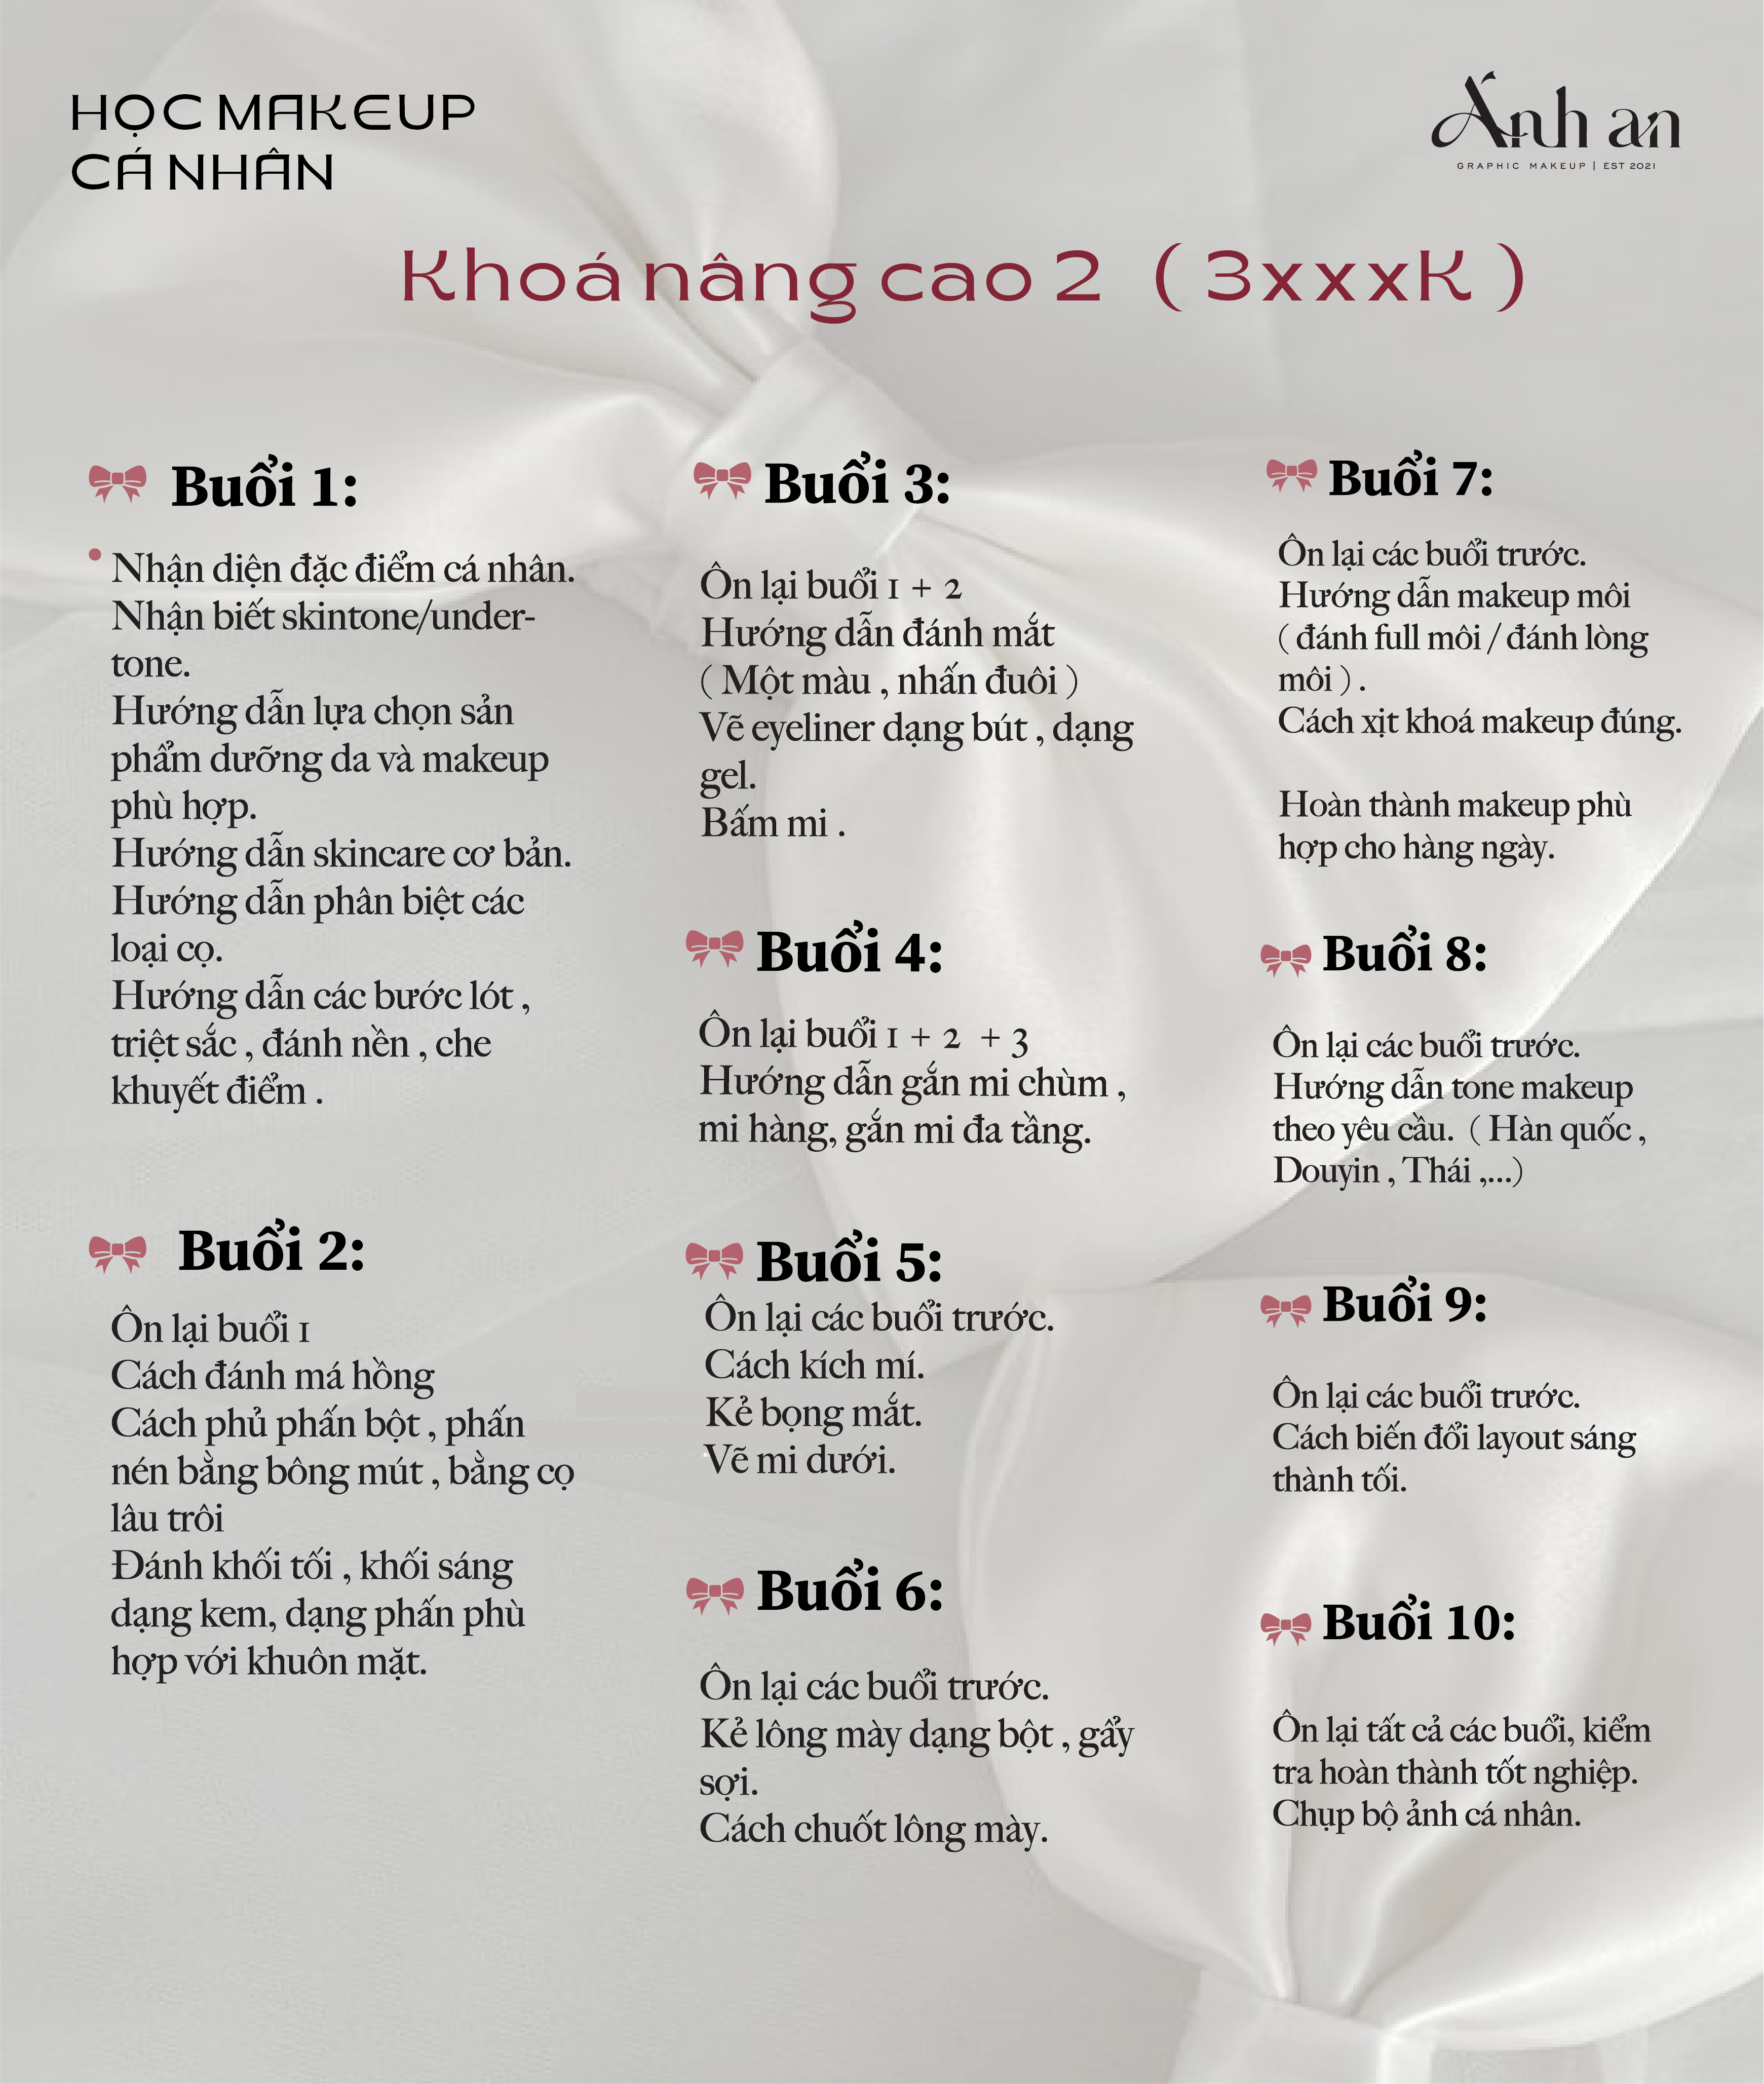 HỌC MAKEUP
CÁ NHÂN
Ánh an
GRAPHIC MAKEUP | EST 2021
Khoá nâng cao 2 ( 3xxxK )
Buổi 1:
Nhận diện đặc điểm cá nhân.
Nhận biết skintone/under-
tone.
Hướng dẫn lựa chọn sản
phẩm dưỡng da và makeup
phù hợp.
Hướng dẫn skincare cơ bản.
Hướng dẫn phân biệt các
loại cọ.
Hướng dẫn các bước lót ,
triệt sắc , đánh nền , che
khuyết điểm .
Buổi 2:
Ôn lại buổi 1
Cách đánh má hồng
Cách phủ phấn bột , phấn
nén bằng bông mút , bằng cọ
lâu trôi
Đánh khối tối , khối sáng
dạng kem, dạng phấn phù
hợp với khuôn mặt.
Buổi 3:
Ôn lại buổi 1 + 2
Hướng dẫn đánh mắt
( Một màu , nhấn đuôi )
Vẽ eyeliner dạng bút , dạng
gel.
Bấm mi .
Buổi 4:
Ôn lại buổi 1 + 2 + 3
Hướng dẫn gắn mi chùm ,
mi hàng, gắn mi đa tầng.
Buổi 5:
Ôn lại các buổi trước.
Cách kích mí.
Kẻ bọng mắt.
Vẽ mi dưới.
Buổi 6:
Ôn lại các buổi trước.
Kẻ lông mày dạng bột , gẩy
sợi.
Cách chuốt lông mày.
Buổi 7:
Ôn lại các buổi trước.
Hướng dẫn makeup môi
( đánh full môi / đánh lòng
môi ) .
Cách xịt khoá makeup đúng.
Hoàn thành makeup phù
hợp cho hàng ngày.
Buổi 8:
Ôn lại các buổi trước.
Hướng dẫn tone makeup
theo yêu cầu. ( Hàn quốc ,
Douyin , Thái ,...)
Buổi 9:
Ôn lại các buổi trước.
Cách biến đổi layout sáng
thành tối.
Buổi 10:
Ôn lại tất cả các buổi, kiểm
tra hoàn thành tốt nghiệp.
Chụp bộ ảnh cá nhân.